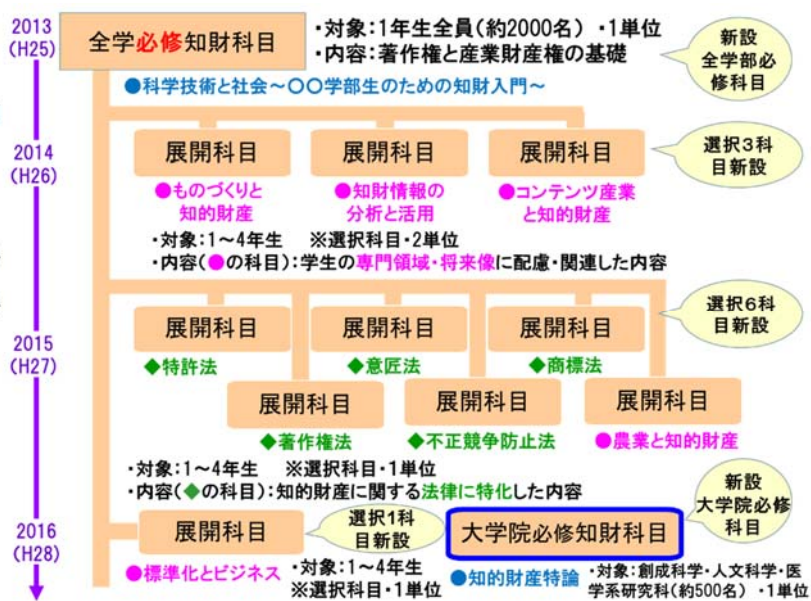 2013
(H25)
全学必修知財科目
・対象：1年生全員（約2000名）・1単位
・内容：著作権と産業財産権の基礎
新設
全学部必
修科目
●科学技術と社会～〇〇学部生のための知財入門～
2014
(H26)
展開科目
展開科目
展開科目
選択3科
目新設
●ものづくりと
知的財産
●知財情報の
分析と活用
●コンテンツ産業
と知的財産
・対象：1～4年生　※選択科目・2単位
・内容（●の科目）：学生の専門領域・将来像に配慮・関連した内容
選択6科
目新設
2015
(H27)
展開科目
展開科目
展開科目
◆特許法
◆意匠法
◆商標法
展開科目
展開科目
展開科目
◆著作権法
◆不正競争防止法
●農業と知的財産
・対象：1～4年生　※選択科目・1単位
・内容（◆の科目）：知的財産に関する法律に特化した内容
新設
大学院必修
科目
2016
(H28)
展開科目
選択1科
目新設
大学院必修知財科目
●標準化とビジネス
・対象：1～4年生
※選択科目・1単位
●知的財産特論
・対象：創成科学・人文科学・医
学系研究科（約500名）・1単位